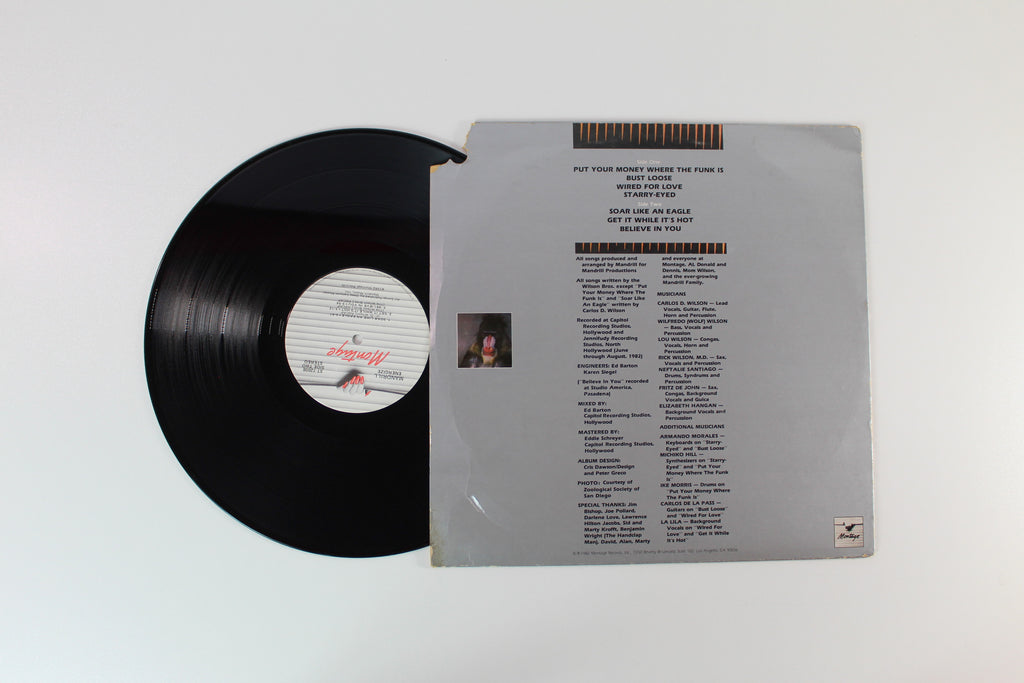 Side One
PUT YOUR MONEY WHERE THE FUNK IS
BUST LOOSE
WIRED FOR LOVE
STARRY-EYED
Side Two
SOAR LIKE AN EAGLE
GET IT WHILE IT'S HOT
BELIEVE IN YOU
All songs produced and
arranged by Mandrill for
Mandrill Productions
All songs written by the
Wilson Bros. except "Put
Your Money Where The
Funk Is" and "Soar Like
An Eagle" written by
Carlos D. Wilson
Recorded at Capitol
Recording Studios,
Hollywood and
Jennifudy Recording
Studios, North
Hollywood (June
through August, 1982)
ENGINEERS: Ed Barton
Karen Siegel
("Believe in You" recorded
at Studio America,
Pasadena)
MIXED BY:
Ed Barton
Capitol Recording Studios,
Hollywood
MASTERED BY:
Eddie Schreyer
Capitol Recording Studios,
Hollywood
ALBUM DESIGN:
Cris Dawson/Design
and Peter Greco
PHOTO: Courtesy of
Zoological Society of
San Diego
SPECIAL THANKS: Jim
Bishop, Joe Pollard,
Darlene Love, Lawrence
Hilton Jacobs, Sid and
Marty Krofft, Benjamin
Wright (The Handclap
Man), David, Alan, Marty
and everyone at
Montage, Al, Donald and
Dennis, Mom Wilson,
and the ever-growing
Mandrill Family.
MUSICIANS
CARLOS D. WILSON — Lead
Vocals, Guitar, Flute,
Horn and Percussion
WILFREDO (WOLF) WILSON
— Bass, Vocals and
Percussion
LOU WILSON — Congas,
Vocals, Horn and
Percussion
RICK WILSON, M.D. — Sax,
Vocals and Percussion
NEFTALIE SANTIAGO —
Drums, Syndrums and
Percussion
FRITZ DE JOHN — Sax,
Congas, Background
Vocals and Guica
ELIZABETH HANGAN —
Background Vocals and
Percussion
ADDITIONAL MUSICIANS
ARMANDO MORALES —
Keyboards on "Starry-
Eyed" and "Bust Loose"
MICHIKO HILL —
Synthesizers on "Starry-
Eyed" and "Put Your
Money Where The Funk
Is"
IKE MORRIS — Drums on
"Put Your Money Where
The Funk Is"
CARLOS DE LA PASS —
Guitars on "Bust Loose"
and "Wired For Love"
LA LILA — Background
Vocals on "Wired For
Love" and "Get It While
It's Hot"
Montage
MANDRILL
ENERGIZE
SIDE TWO
STEREO
Montage